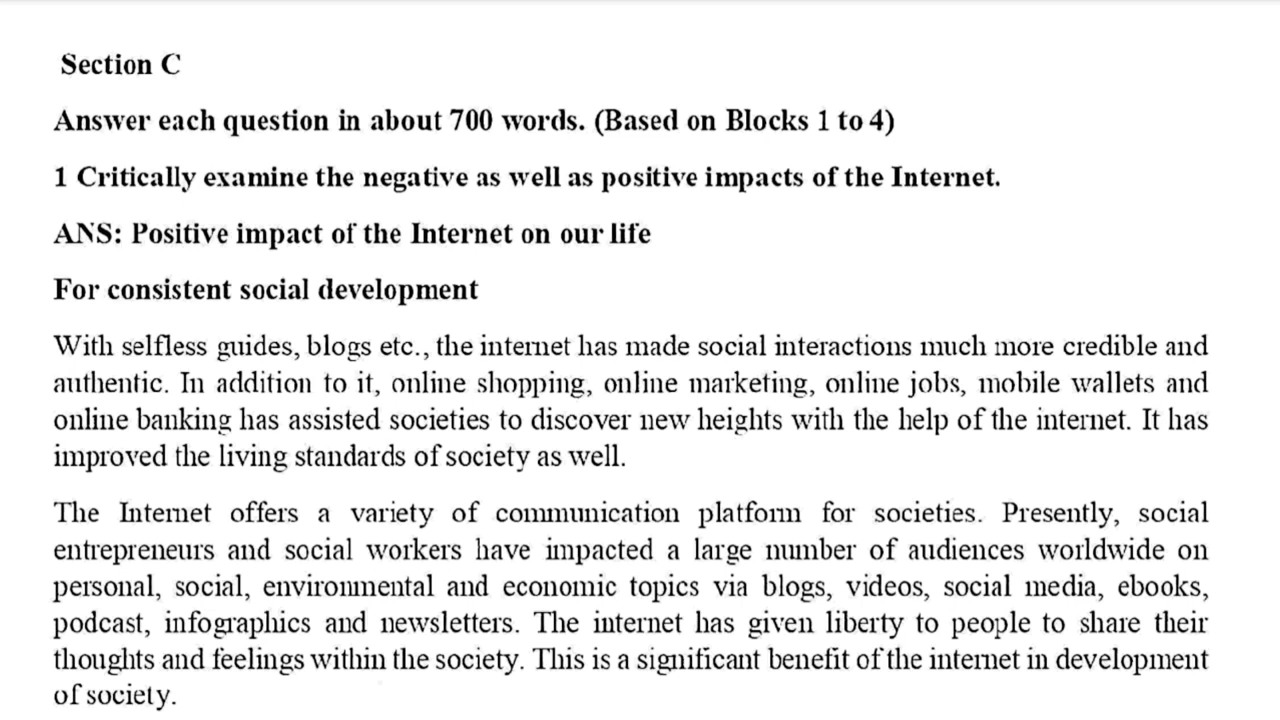 Section C
Answer each question in about 700 words. (Based on Blocks 1 to 4)
1 Critically examine the negative as well as positive impacts of the Internet.
ANS: Positive impact of the Internet on our life
For consistent social development
With selfless guides, blogs etc., the internet has made social interactions much more credible and
authentic. In addition to it, online shopping, online marketing, online jobs, mobile wallets and
online banking has assisted societies to discover new heights with the help of the internet. It has
improved the living standards of society as well.
The Internet offers a variety of communication platform for societies. Presently, social
entrepreneurs and social workers have impacted a large number of audiences worldwide on
personal, social, environmental and economic topics via blogs, videos, social media, ebooks,
podcast, infographics and newsletters. The internet has given liberty to people to share their
thoughts and feelings within the society. This is a significant benefit of the internet in development
of society.